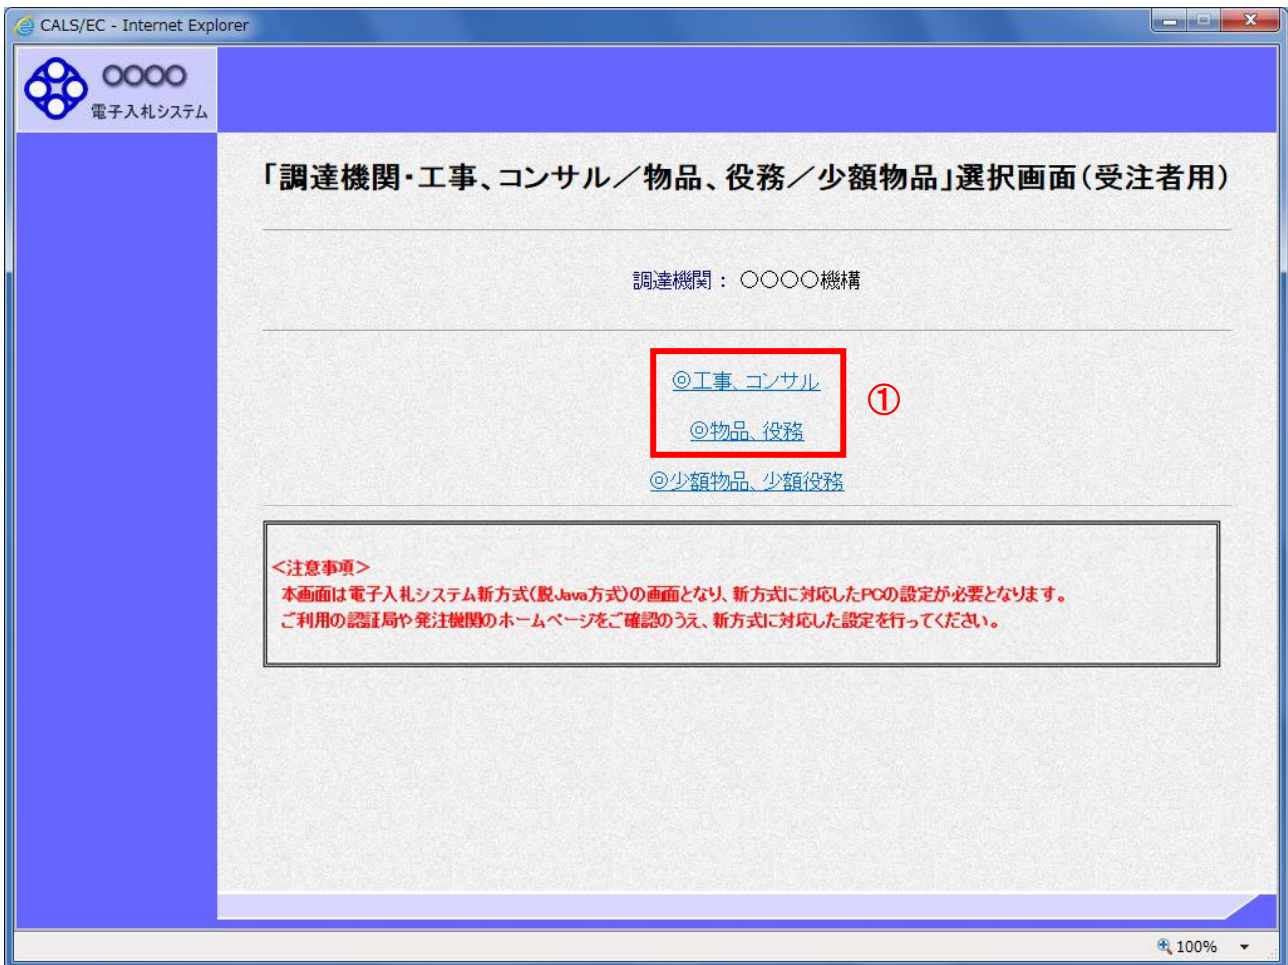 CALS/EC - Internet Explorer
○○○○
電子入札システム
「調達機関・工事、コンサル／物品、役務／少額物品」選択画面（受注者用）
調達機関： ○○○○機構
◎工事、コンサル
①
◎物品、役務
◎少額物品、少額役務
＜注意事項＞
本画面は電子入札システム新方式(脱Java方式)の画面となり、新方式に対応したPCの設定が必要となります。
ご利用の認証局や発注機関のホームページをご確認のうえ、新方式に対応した設定を行ってください。
100%